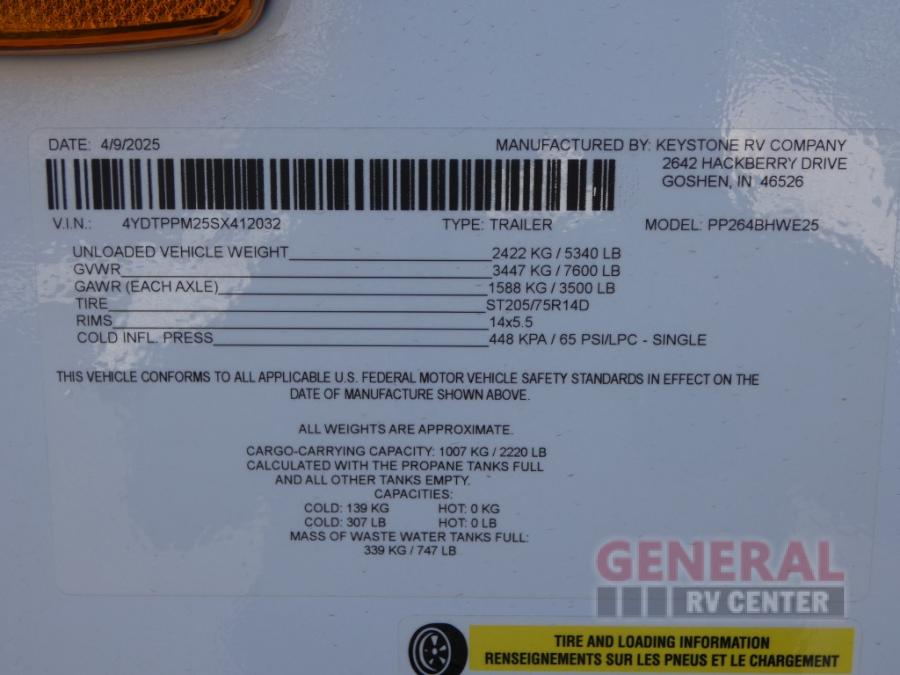 DATE: 4/9/2025
MANUFACTURED BY: KEYSTONE RV COMPANY
2642 HACKBERRY DRIVE
GOSHEN, IN 46526
V.I.N.: 4YDTPPM25SX412032 TYPE: TRAILER MODEL: PP264BHWE25
UNLOADED VEHICLE WEIGHT 2422 KG / 5340 LB
GVWR 3447 KG / 7600 LB
GAWR (EACH AXLE) 1588 KG / 3500 LB
TIRE ST205/75R14D
RIMS 14x5.5
COLD INFL. PRESS 448 KPA / 65 PSI/LPC - SINGLE
THIS VEHICLE CONFORMS TO ALL APPLICABLE U.S. FEDERAL MOTOR VEHICLE SAFETY STANDARDS IN EFFECT ON THE
DATE OF MANUFACTURE SHOWN ABOVE.
ALL WEIGHTS ARE APPROXIMATE.
CARGO-CARRYING CAPACITY: 1007 KG / 2220 LB
CALCULATED WITH THE PROPANE TANKS FULL
AND ALL OTHER TANKS EMPTY.
CAPACITIES:
COLD: 139 KG HOT: 0 KG
COLD: 307 LB HOT: 0 LB
MASS OF WASTE WATER TANKS FULL:
339 KG / 747 LB
GENERAL
RV CENTER
TIRE AND LOADING INFORMATION
RENSEIGNEMENTS SUR LES PNEUS ET LE CHARGEMENT